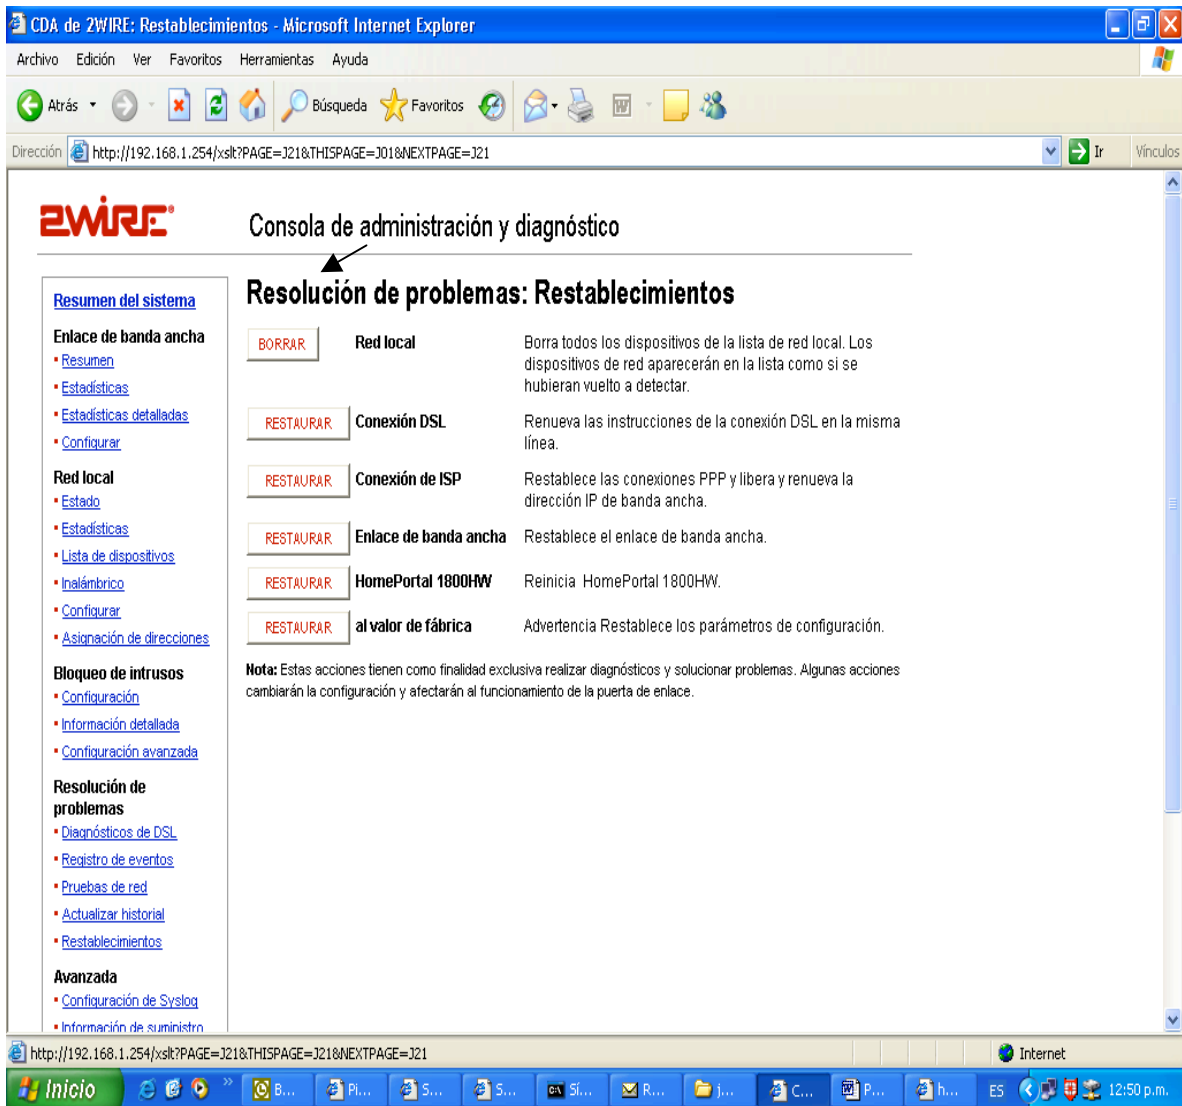 CDA de 2WIRE: Restablecimientos - Microsoft Internet Explorer
Archivo Edición Ver Favoritos Herramientas Ayuda
Atrás Búsqueda Favoritos
Dirección http://192.168.1.254/xslt?PAGE=J21&THISPAGE=J01&NEXTPAGE=J21 Ir Vínculos
2WIRE
Consola de administración y diagnóstico
Resumen del sistema
Enlace de banda ancha
Resumen
Estadísticas
Estadísticas detalladas
Configurar
Red local
Estado
Estadísticas
Lista de dispositivos
Inalámbrico
Configurar
Asignación de direcciones
Bloqueo de intrusos
Configuración
Información detallada
Configuración avanzada
Resolución de
problemas
Diagnósticos de DSL
Registro de eventos
Pruebas de red
Actualizar historial
Restablecimientos
Avanzada
Configuración de Syslog
Información de suministro
Resolución de problemas: Restablecimientos
BORRAR Red local Borra todos los dispositivos de la lista de red local. Los
dispositivos de red aparecerán en la lista como si se
hubieran vuelto a detectar.
RESTAURAR Conexión DSL Renueva las instrucciones de la conexión DSL en la misma
línea.
RESTAURAR Conexión de ISP Restablece las conexiones PPP y libera y renueva la
dirección IP de banda ancha.
RESTAURAR Enlace de banda ancha Restablece el enlace de banda ancha.
RESTAURAR HomePortal 1800HW Reinicia HomePortal 1800HW.
RESTAURAR al valor de fábrica Advertencia Restablece los parámetros de configuración.
Nota: Estas acciones tienen como finalidad exclusiva realizar diagnósticos y solucionar problemas. Algunas acciones
cambiarán la configuración y afectarán al funcionamiento de la puerta de enlace.
http://192.168.1.254/xslt?PAGE=J21&THISPAGE=J21&NEXTPAGE=J21 Internet
Inicio » B... Pi... S... S... Sí... R... j... C... P... h... ES 12:50 p.m.